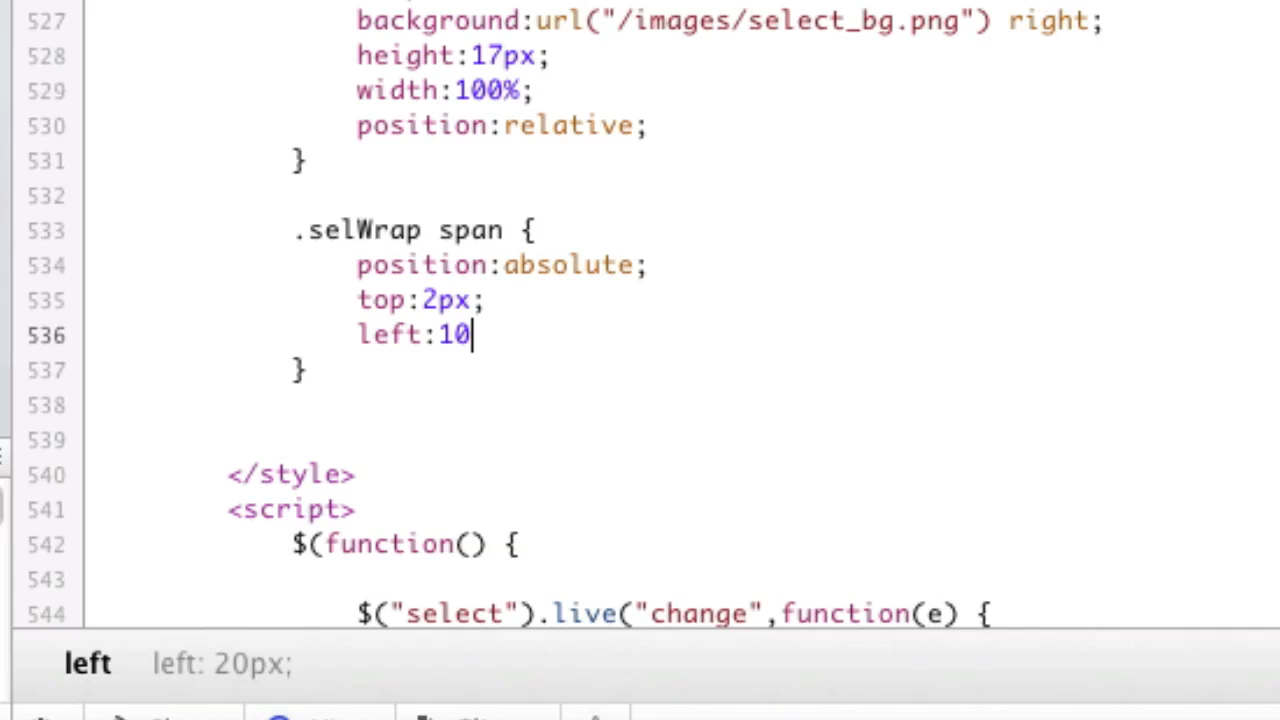 527 background:url("/images/select_bg.png") right;
528 height:17px;
529 width:100%;
530 position:relative;
531 }
532
533 .selWrap span {
534 position:absolute;
535 top:2px;
536 left:10
537 }
538
539
540 </style>
541 <script>
542 $(function() {
543
544 $("select").live("change",function(e) {
left left: 20px;